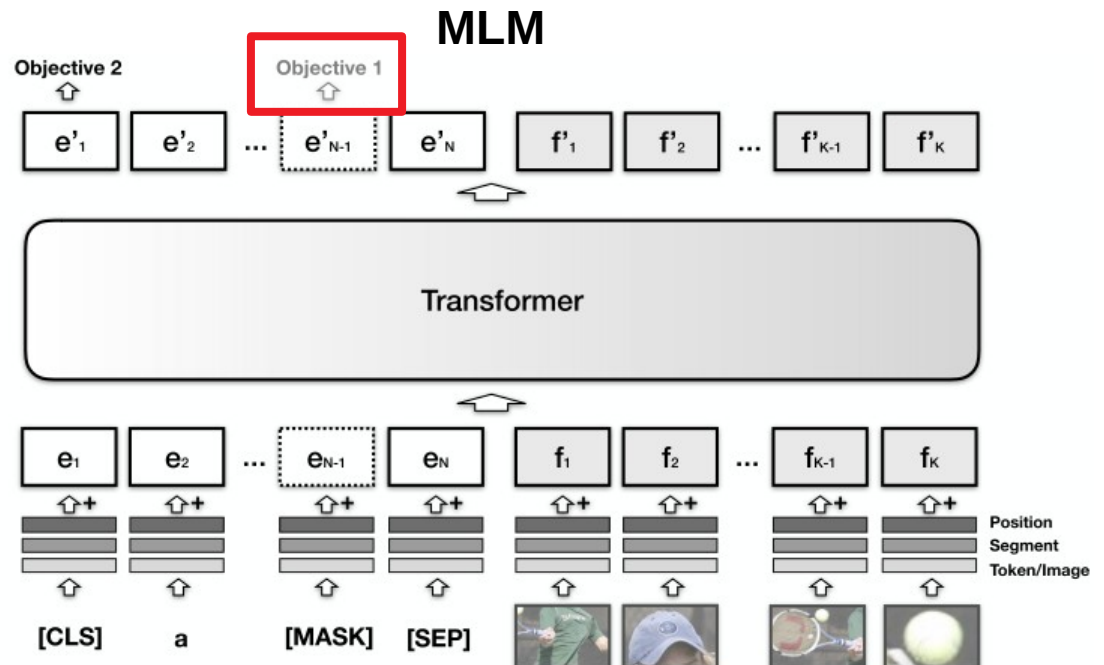 MLM
Objective 2 Objective 1
e'1 e'2 ... e'N-1 e'N f'1 f'2 ... f'K-1 f'K
Transformer
e1 e2 ... eN-1 eN f1 f2 ... fK-1 fK
+ + + + + + + +
Position
Segment
Token/Image
[CLS] a [MASK] [SEP]